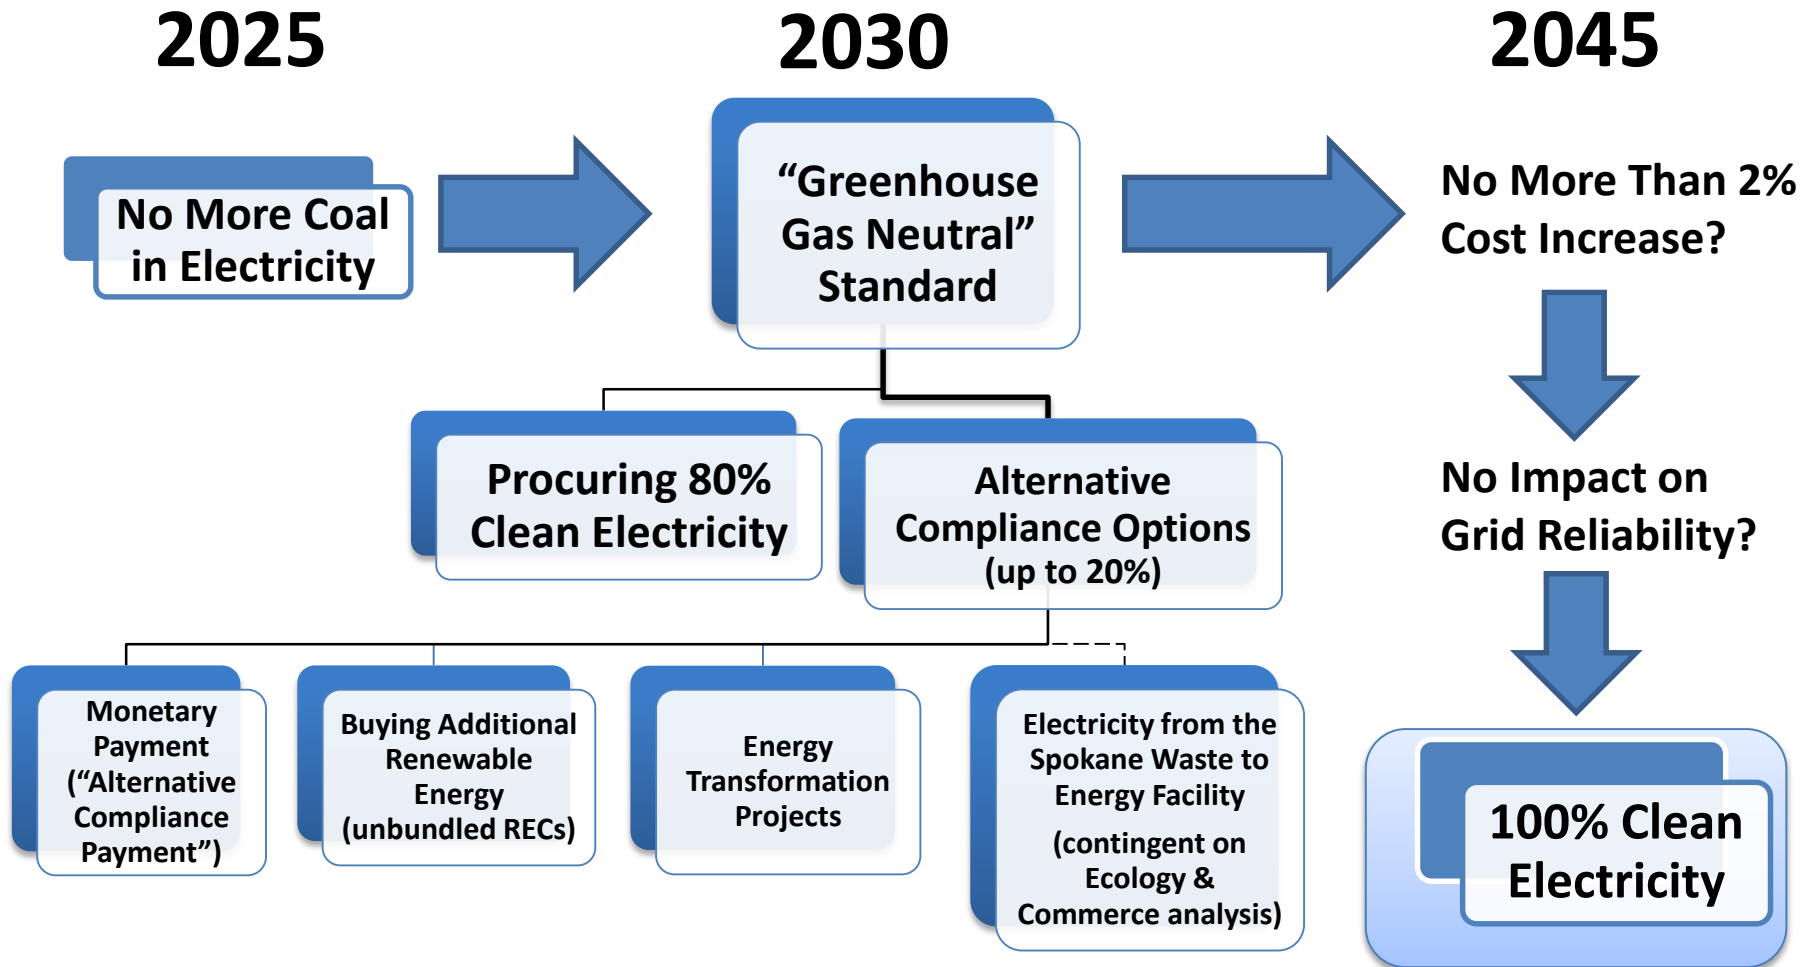 2025
2030
2045
No More Coal
in Electricity
“Greenhouse
Gas Neutral”
Standard
No More Than 2%
Cost Increase?
Procuring 80%
Clean Electricity
Alternative
Compliance Options
(up to 20%)
No Impact on
Grid Reliability?
Monetary
Payment
(“Alternative
Compliance
Payment”)
Buying Additional
Renewable
Energy
(unbundled RECs)
Energy
Transformation
Projects
Electricity from the
Spokane Waste to
Energy Facility
(contingent on
Ecology &
Commerce analysis)
100% Clean
Electricity